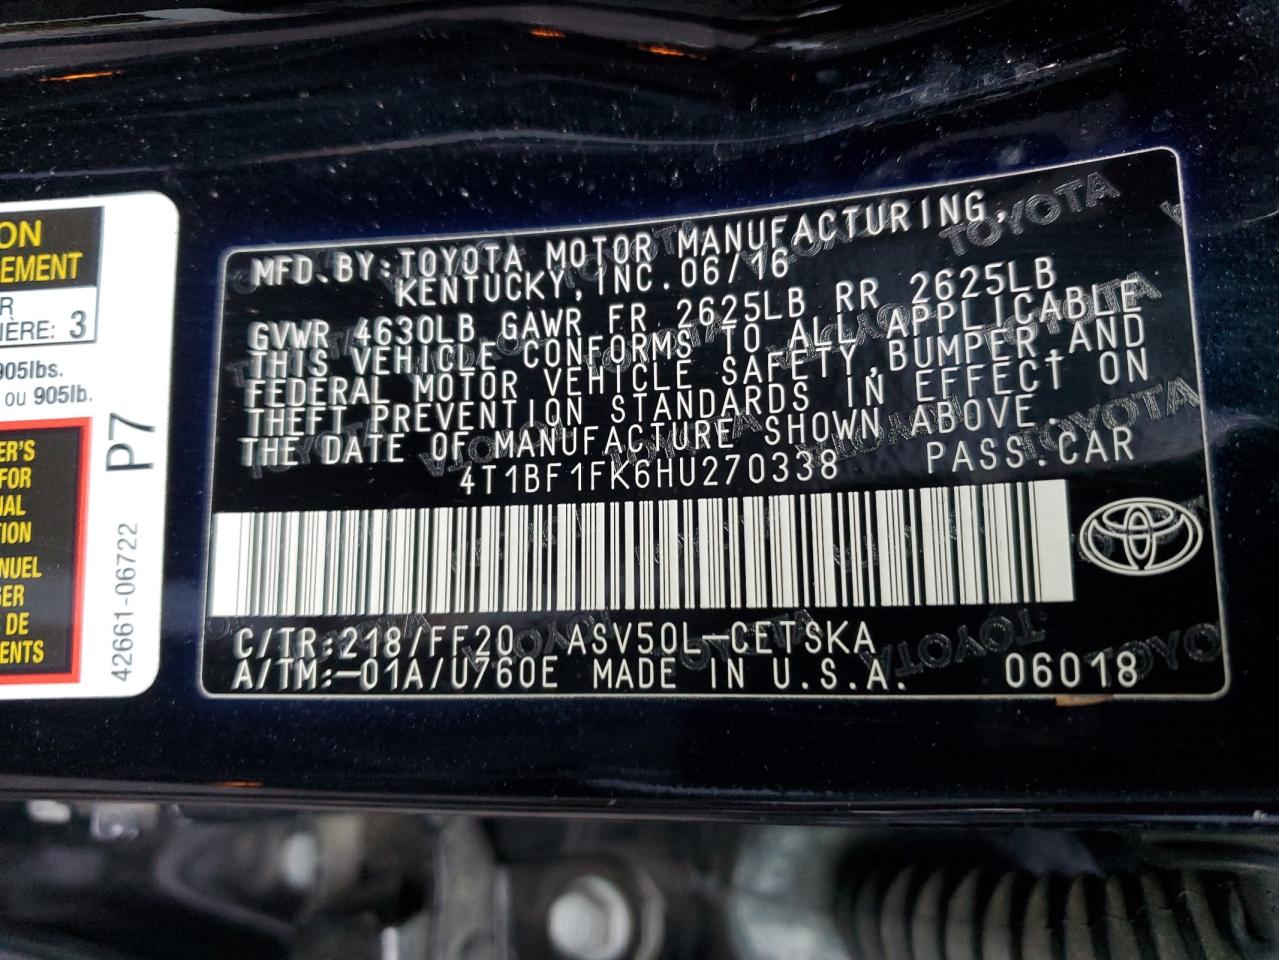 ON
EMENT
R
IÈRE: 3
905lbs.
ou 905lb.
ER'S
FOR
UAL
TION
NUEL
GER
DE
ENTS
P7
42661-06722
MFD.BY:TOYOTA MOTOR MANUFACTURING,
KENTUCKY,INC.06/16
GVWR 4630LB GAWR FR 2625LB RR 2625LB
THIS VEHICLE CONFORMS TO ALL APPLICABLE
FEDERAL MOTOR VEHICLE SAFETY,BUMPER AND
THEFT PREVENTION STANDARDS IN EFFECT ON
THE DATE OF MANUFACTURE SHOWN ABOVE.
4T1BF1FK6HU270338 PASS.CAR
C/TR:218/FF20 ASV50L-CETSKA
A/TM:-01A/U760E MADE IN U.S.A. 06018
TOYOTA
TOYOTA